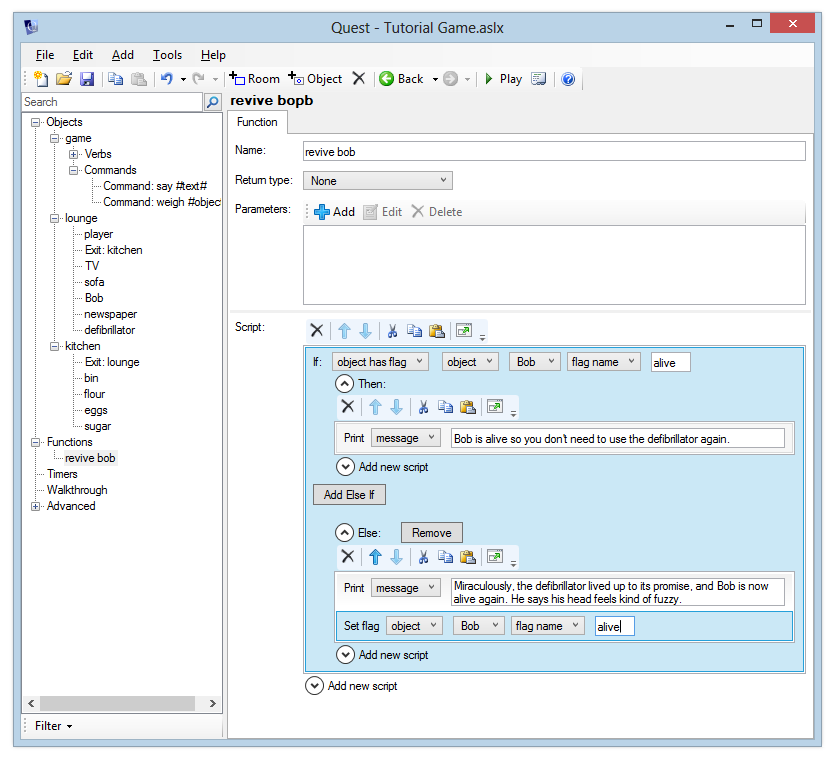 Quest - Tutorial Game.aslx
File Edit Add Tools Help
Room Object Back Play
Search
revive bopb
Objects
game
Verbs
Commands
Command: say #text#
Command: weigh #object
lounge
player
Exit: kitchen
TV
sofa
Bob
newspaper
defibrillator
kitchen
Exit: lounge
bin
flour
eggs
sugar
Functions
revive bob
Timers
Walkthrough
Advanced
Filter
Function
Name: revive bob
Return type: None
Parameters: Add Edit Delete
Script:
If: object has flag object Bob flag name alive
Then:
Print message Bob is alive so you don't need to use the defibrillator again.
Add new script
Add Else If
Else: Remove
Print message Miraculously, the defibrillator lived up to its promise, and Bob is now
alive again. He says his head feels kind of fuzzy.
Set flag object Bob flag name alive
Add new script
Add new script